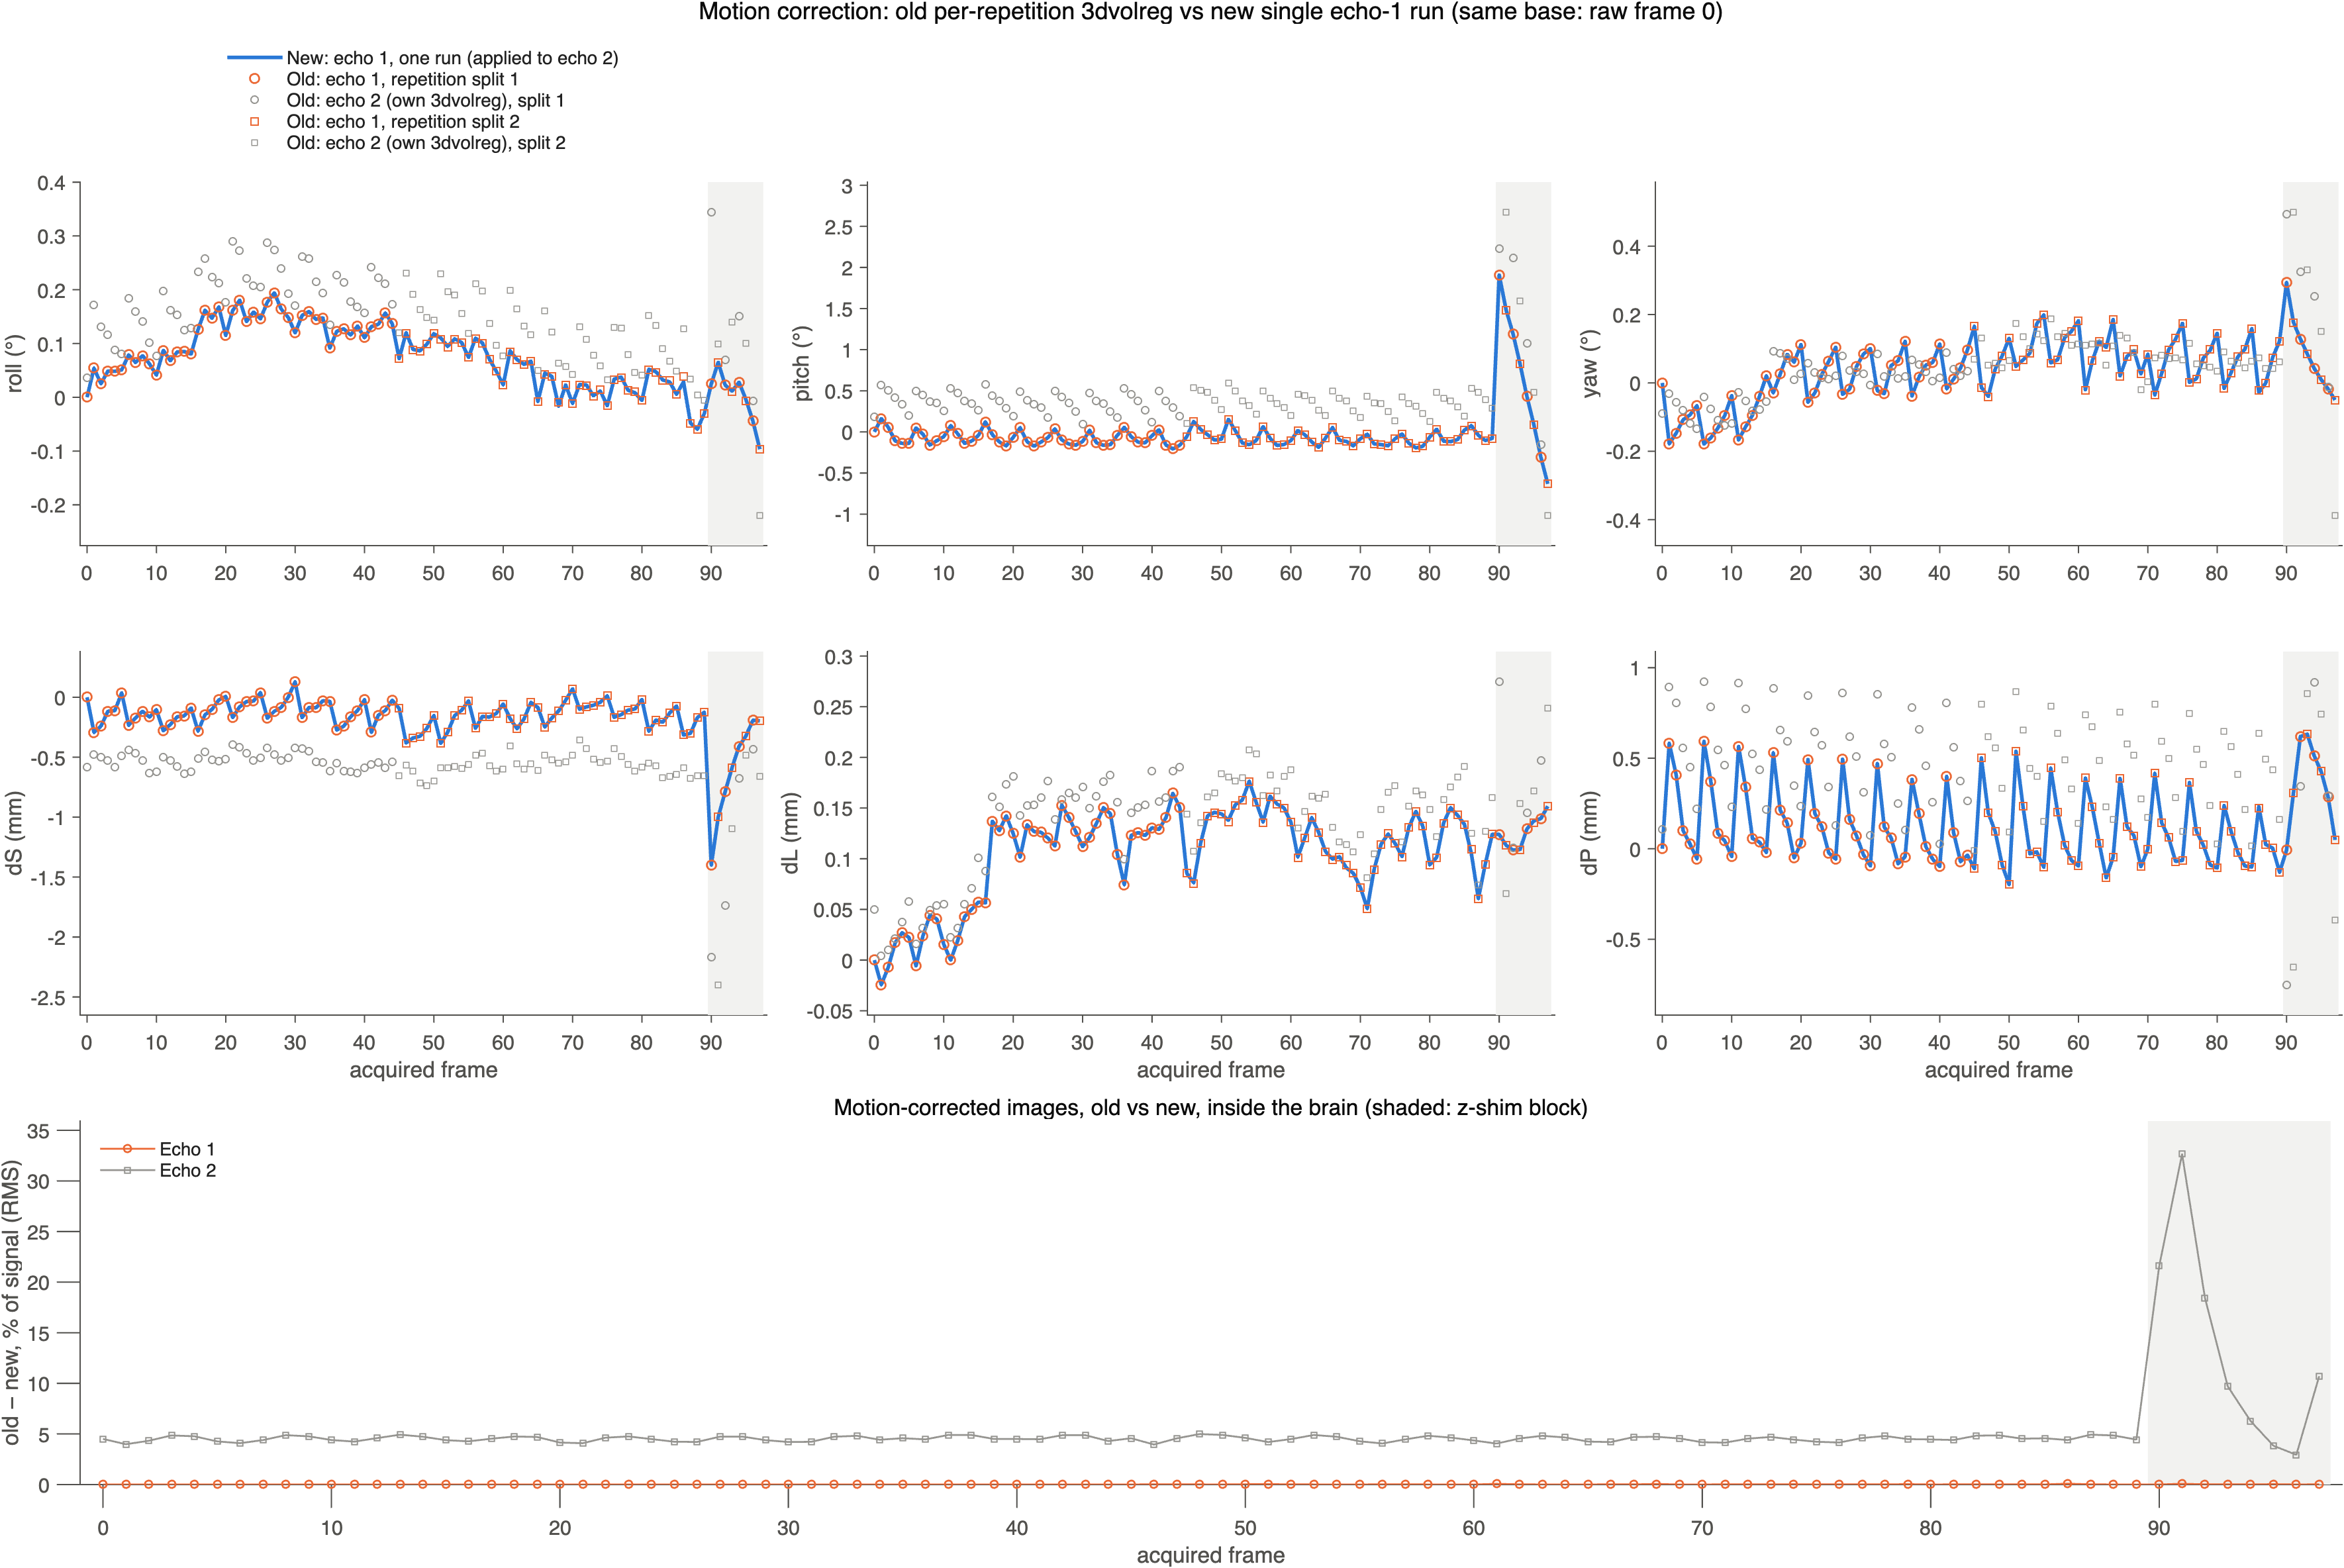 Motion correction: old per-repetition 3dvolreg vs new single echo-1 run (same base: raw frame 0)
New: echo 1, one run (applied to echo 2)
Old: echo 1, repetition split 1
Old: echo 2 (own 3dvolreg), split 1
Old: echo 1, repetition split 2
Old: echo 2 (own 3dvolreg), split 2
roll (°)
0.4
0.3
0.2
0.1
0
-0.1
-0.2
0 10 20 30 40 50 60 70 80 90
pitch (°)
3
2.5
2
1.5
1
0.5
0
-0.5
-1
0 10 20 30 40 50 60 70 80 90
yaw (°)
0.4
0.2
0
-0.2
-0.4
0 10 20 30 40 50 60 70 80 90
dS (mm)
0
-0.5
-1
-1.5
-2
-2.5
0 10 20 30 40 50 60 70 80 90
acquired frame
dL (mm)
0.3
0.25
0.2
0.15
0.1
0.05
0
-0.05
0 10 20 30 40 50 60 70 80 90
acquired frame
dP (mm)
1
0.5
0
-0.5
0 10 20 30 40 50 60 70 80 90
acquired frame
Motion-corrected images, old vs new, inside the brain (shaded: z-shim block)
old − new, % of signal (RMS)
35
30
25
20
15
10
5
0
Echo 1
Echo 2
0 10 20 30 40 50 60 70 80 90
acquired frame